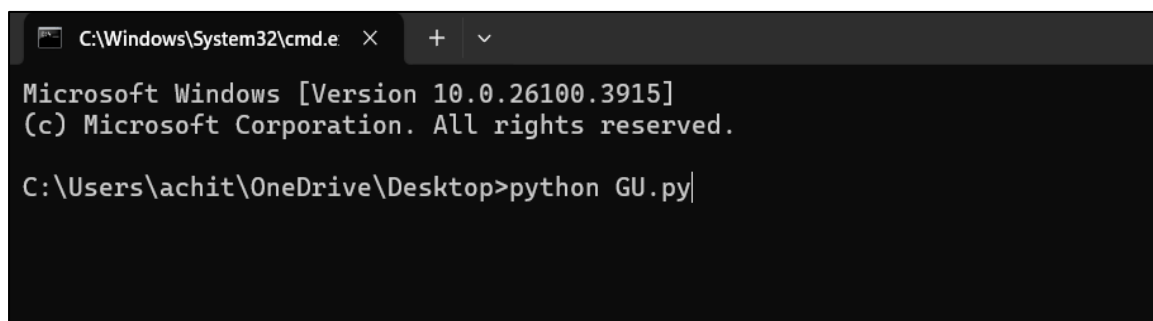 C:\Windows\System32\cmd.e
Microsoft Windows [Version 10.0.26100.3915]
(c) Microsoft Corporation. All rights reserved.
C:\Users\achit\OneDrive\Desktop>python GU.py